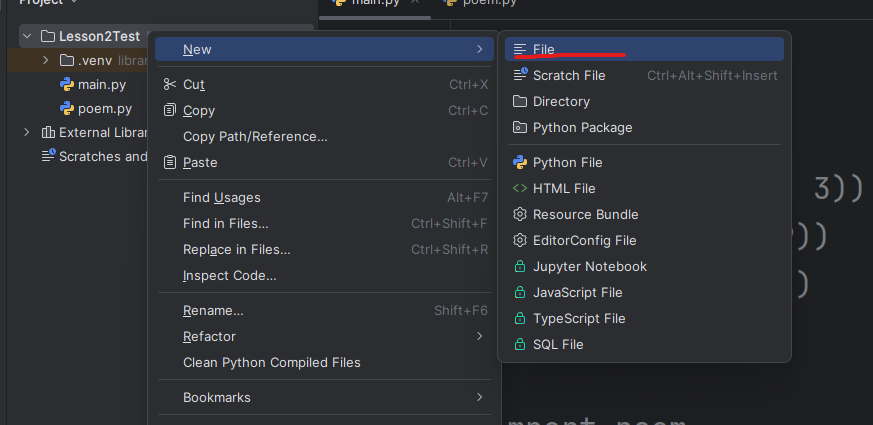 Project
main.py
poem.py
Lesson2Test
.venv
main.py
poem.py
External Librar
Scratches and
New
Cut Ctrl+X
Copy Ctrl+C
Copy Path/Reference...
Paste Ctrl+V
Find Usages Alt+F7
Find in Files... Ctrl+Shift+F
Replace in Files... Ctrl+Shift+R
Inspect Code...
Rename... Shift+F6
Refactor
Clean Python Compiled Files
Bookmarks
File
Scratch File Ctrl+Alt+Shift+Insert
Directory
Python Package
Python File
HTML File
Resource Bundle
EditorConfig File
Jupyter Notebook
JavaScript File
TypeScript File
SQL File
3))
))
)